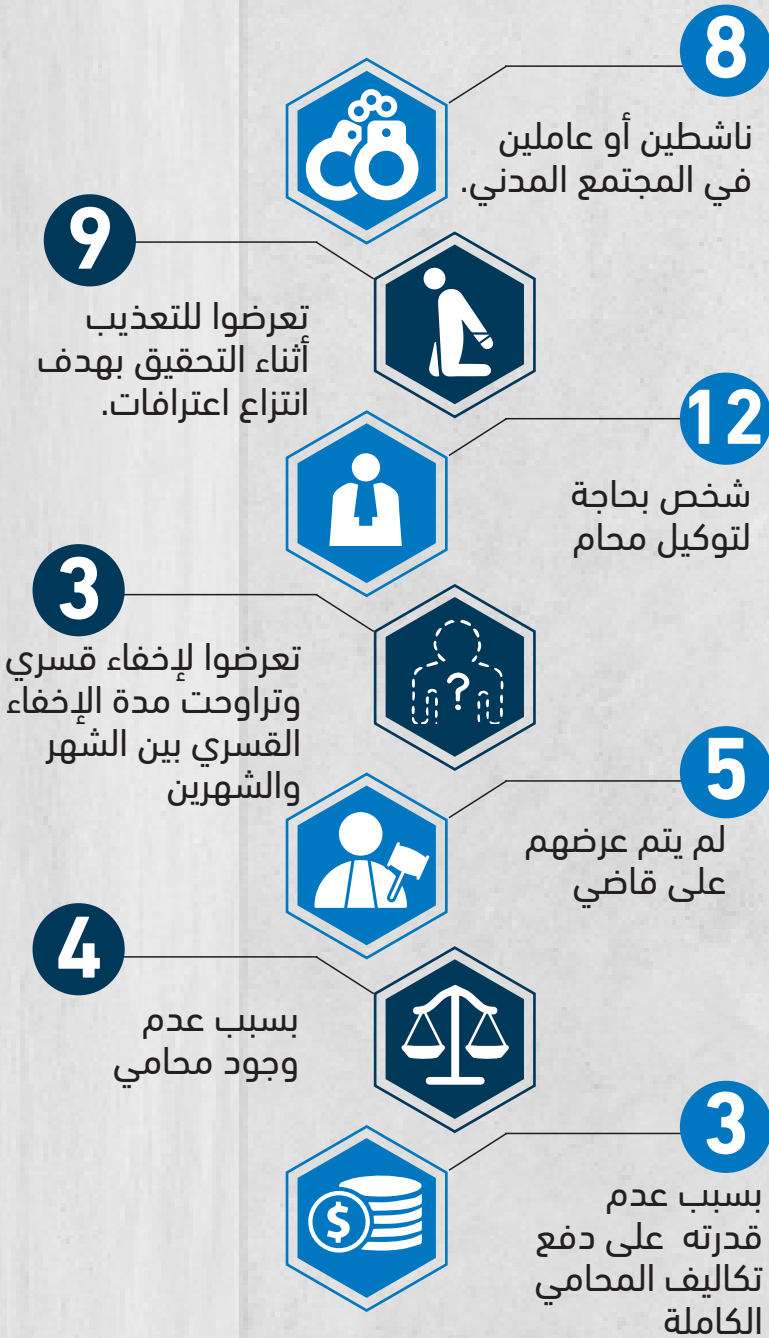 8
ناشطين أو عاملين
في المجتمع المدني.
9
تعرضوا للتعذيب
أثناء التحقيق بهدف
انتزاع اعترافات.
12
شخص بحاجة
لتوكيل محام
3
تعرضوا لإخفاء قسري
وتراوحت مدة الإخفاء
القسري بين الشهر
والشهرين
?
5
لم يتم عرضهم
على قاضي
4
بسبب عدم
وجود محامي
3
بسبب عدم
قدرته على دفع
تكاليف المحامي
الكاملة
$